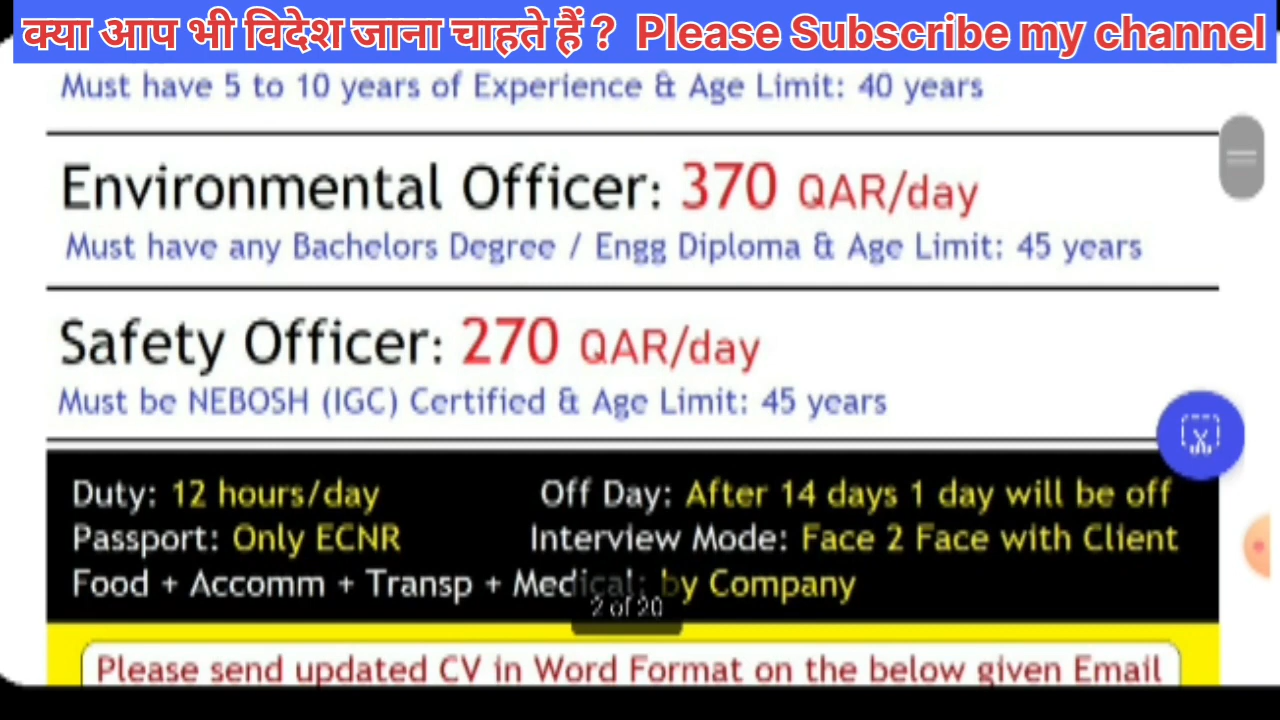 क्या आप भी विदेश जाना चाहते हैं ? Please Subscribe my channel
Must have 5 to 10 years of Experience & Age Limit: 40 years
Environmental Officer: 370 QAR/day
Must have any Bachelors Degree / Engg Diploma & Age Limit: 45 years
Safety Officer: 270 QAR/day
Must be NEBOSH (IGC) Certified & Age Limit: 45 years
Duty: 12 hours/day Off Day: After 14 days 1 day will be off
Passport: Only ECNR Interview Mode: Face 2 Face with Client
Food + Accomm + Transp + Medical: by Company
2 of 20
Please send updated CV in Word Format on the below given Email